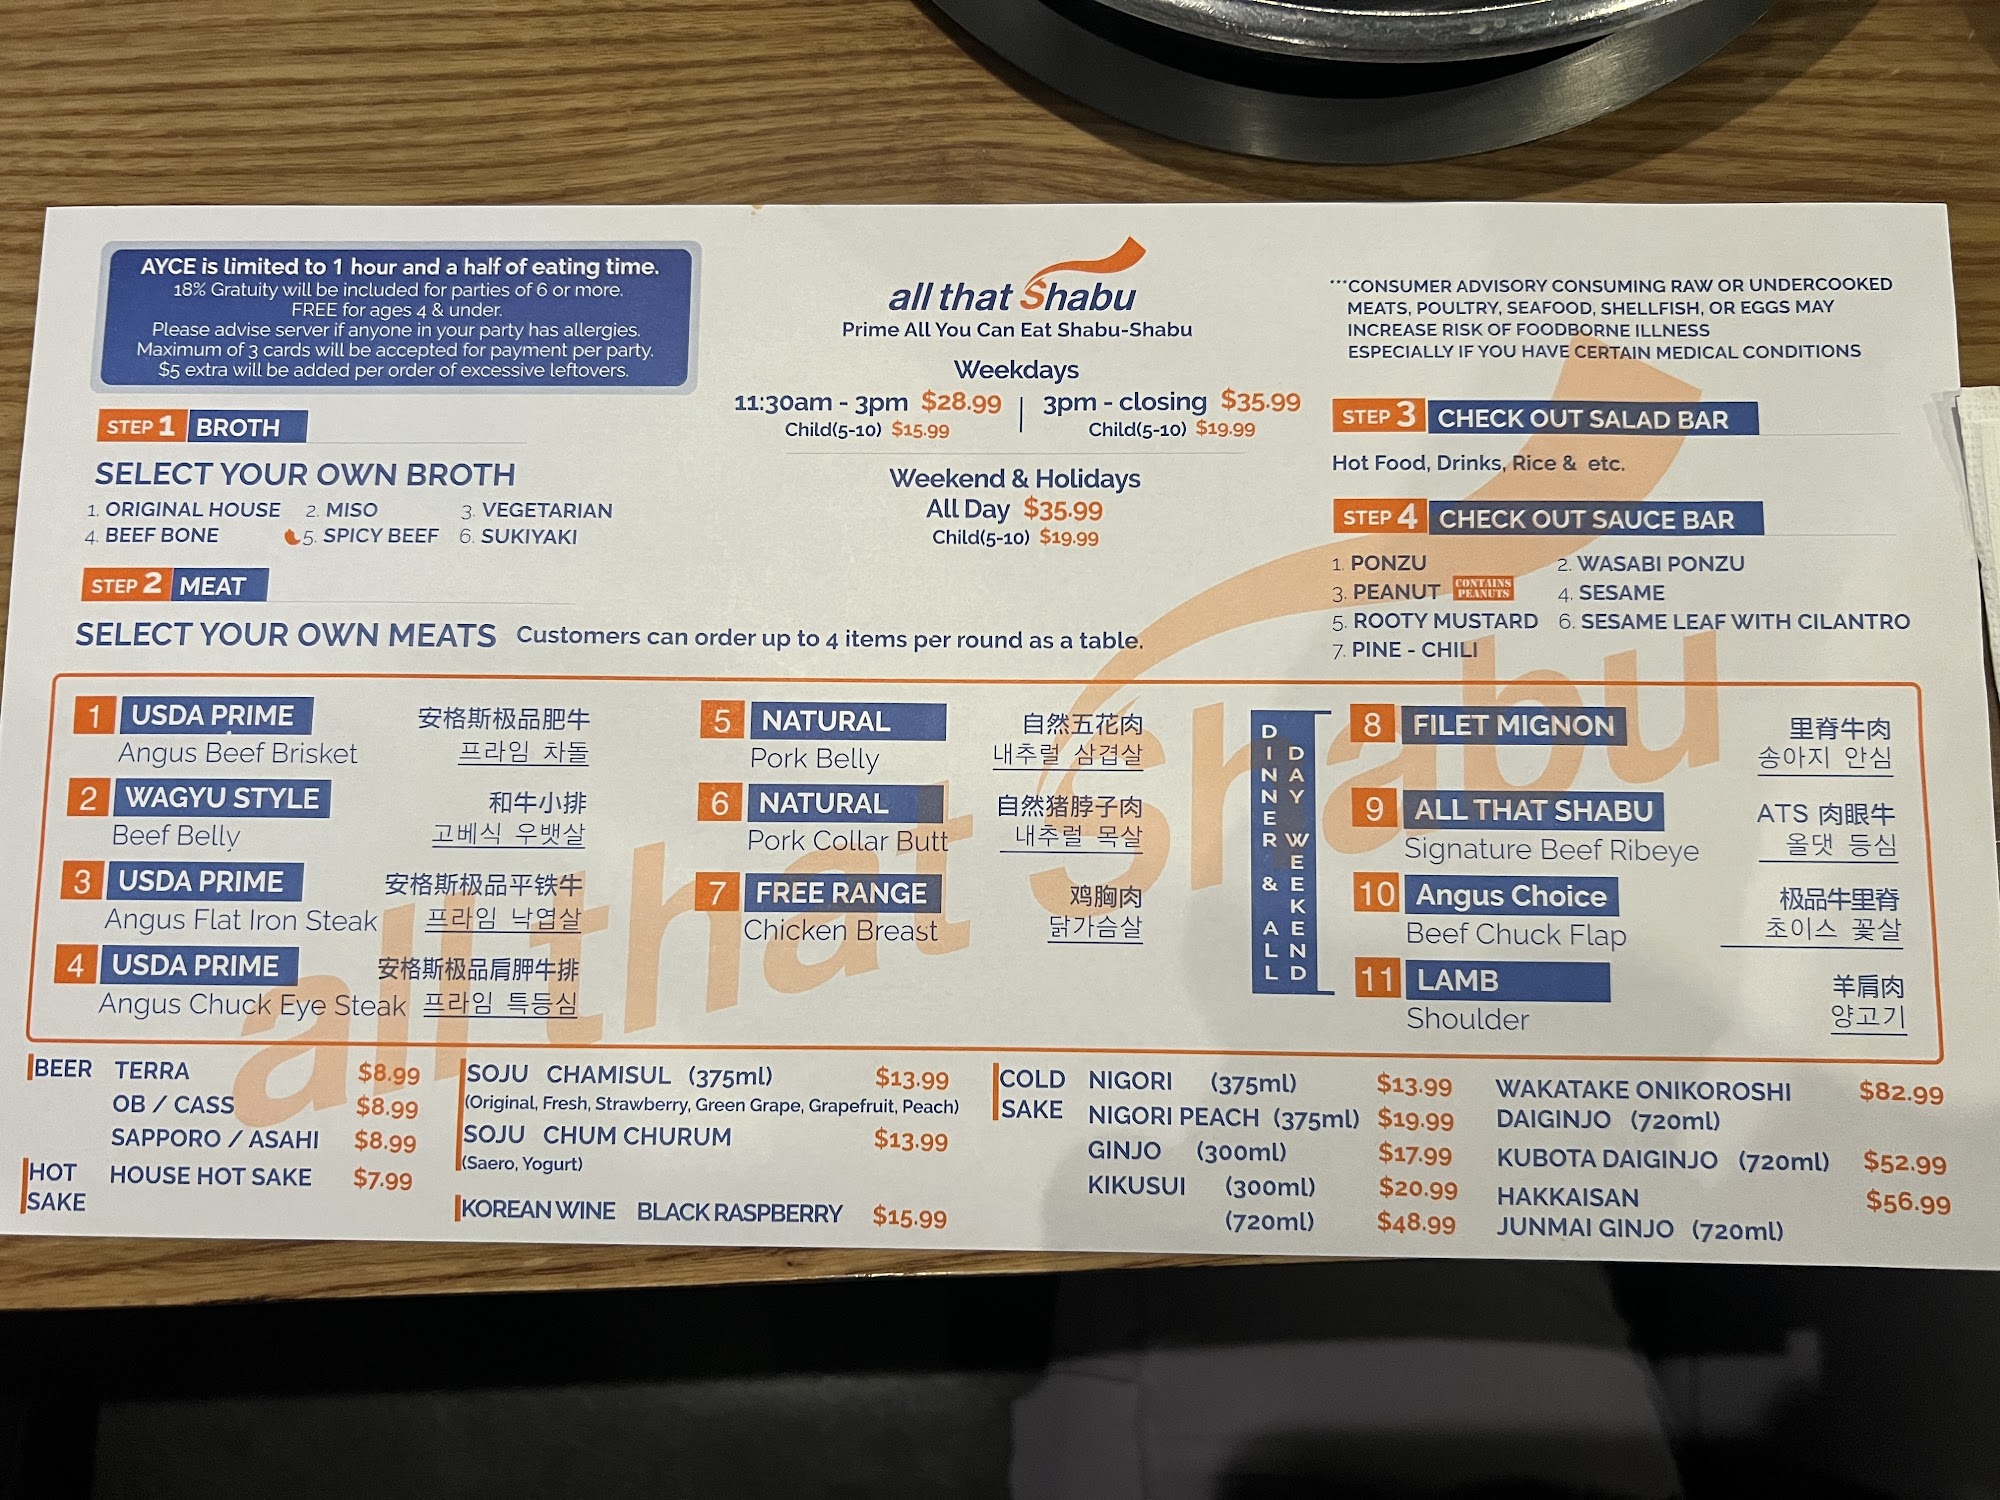 AYCE is limited to 1 hour and a half of eating time.
18% Gratuity will be included for parties of 6 or more.
FREE for ages 4 & under.
Please advise server if anyone in your party has allergies.
Maximum of 3 cards will be accepted for payment per party.
$5 extra will be added per order of excessive leftovers.
all that Shabu
Prime All You Can Eat Shabu-Shabu
Weekdays
11:30am - 3pm $28.99 | 3pm - closing $35.99
Child(5-10) $15.99 Child(5-10) $19.99
Weekend & Holidays
All Day $35.99
Child(5-10) $19.99
***CONSUMER ADVISORY CONSUMING RAW OR UNDERCOOKED
MEATS, POULTRY, SEAFOOD, SHELLFISH, OR EGGS MAY
INCREASE RISK OF FOODBORNE ILLNESS
ESPECIALLY IF YOU HAVE CERTAIN MEDICAL CONDITIONS
STEP 1 BROTH
SELECT YOUR OWN BROTH
1. ORIGINAL HOUSE 2. MISO 3. VEGETARIAN
4. BEEF BONE 5. SPICY BEEF 6. SUKIYAKI
STEP 2 MEAT
SELECT YOUR OWN MEATS Customers can order up to 4 items per round as a table.
STEP 3 CHECK OUT SALAD BAR
Hot Food, Drinks, Rice & etc.
STEP 4 CHECK OUT SAUCE BAR
1. PONZU 2. WASABI PONZU
3. PEANUT CONTAINS PEANUTS 4. SESAME
5. ROOTY MUSTARD 6. SESAME LEAF WITH CILANTRO
7. PINE - CHILI
1 USDA PRIME 安格斯极品肥牛
Angus Beef Brisket 프라임 차돌
2 WAGYU STYLE 和牛小排
Beef Belly 고베식 우뱃살
3 USDA PRIME 安格斯极品平铁牛
Angus Flat Iron Steak 프라임 낙엽살
4 USDA PRIME 安格斯极品肩胛牛排
Angus Chuck Eye Steak 프라임 특등심
5 NATURAL 自然五花肉
Pork Belly 내추럴 삼겹살
6 NATURAL 自然猪脖子肉
Pork Collar Butt 내추럴 목살
7 FREE RANGE 鸡胸肉
Chicken Breast 닭가슴살
DINNER & ALL
DAY WEEKEND
8 FILET MIGNON 里脊牛肉
송아지 안심
9 ALL THAT SHABU ATS 肉眼牛
Signature Beef Ribeye 올댓 등심
10 Angus Choice 极品牛里脊
Beef Chuck Flap 초이스 꽃살
11 LAMB 羊肩肉
Shoulder 양고기
all that Shabu
BEER TERRA $8.99
OB / CASS $8.99
SAPPORO / ASAHI $8.99
HOT SAKE HOUSE HOT SAKE $7.99
SOJU CHAMISUL (375ml) $13.99
(Original, Fresh, Strawberry, Green Grape, Grapefruit, Peach)
SOJU CHUM CHURUM $13.99
(Saero, Yogurt)
KOREAN WINE BLACK RASPBERRY $15.99
COLD SAKE NIGORI (375ml) $13.99
NIGORI PEACH (375ml) $19.99
GINJO (300ml) $17.99
KIKUSUI (300ml) $20.99
(720ml) $48.99
WAKATAKE ONIKOROSHI $82.99
DAIGINJO (720ml)
KUBOTA DAIGINJO (720ml) $52.99
HAKKAISAN $56.99
JUNMAI GINJO (720ml)